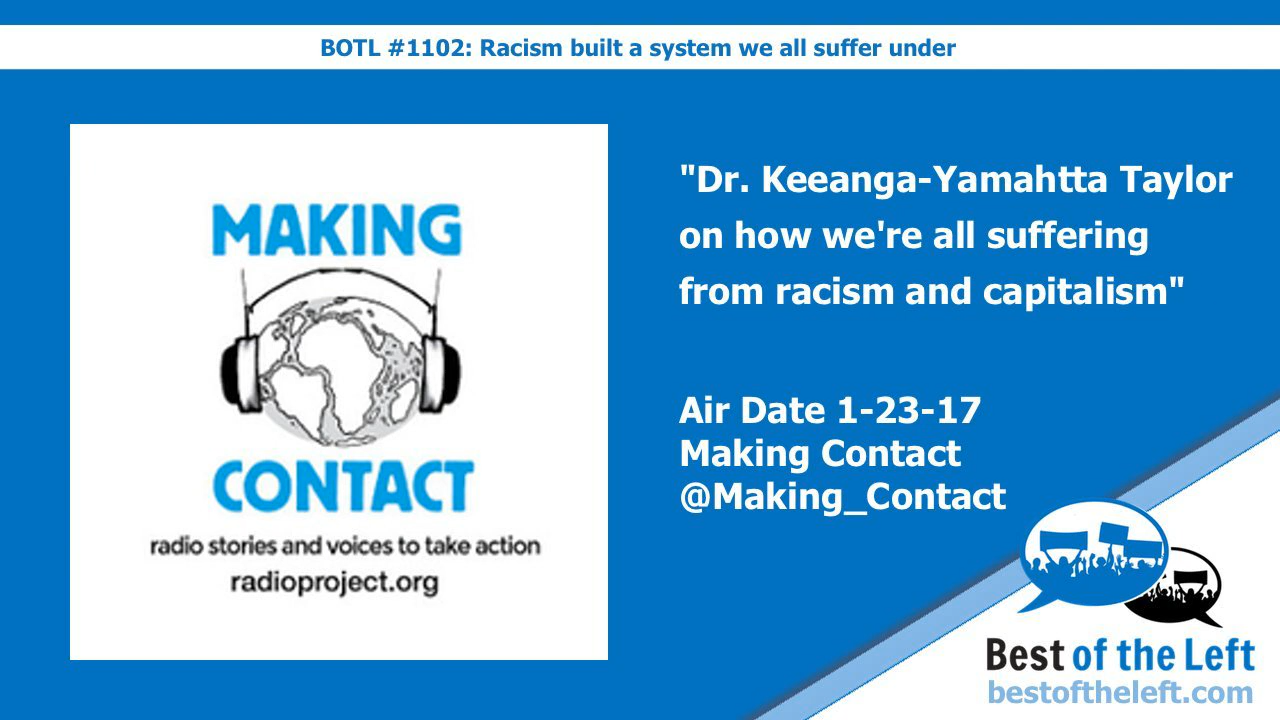 BOTL #1102: Racism built a system we all suffer under
MAKING
CONTACT
radio stories and voices to take action
radioproject.org
"Dr. Keeanga-Yamahtta Taylor
on how we're all suffering
from racism and capitalism"
Air Date 1-23-17
Making Contact
@Making_Contact
Best of the Left
bestoftheleft.com